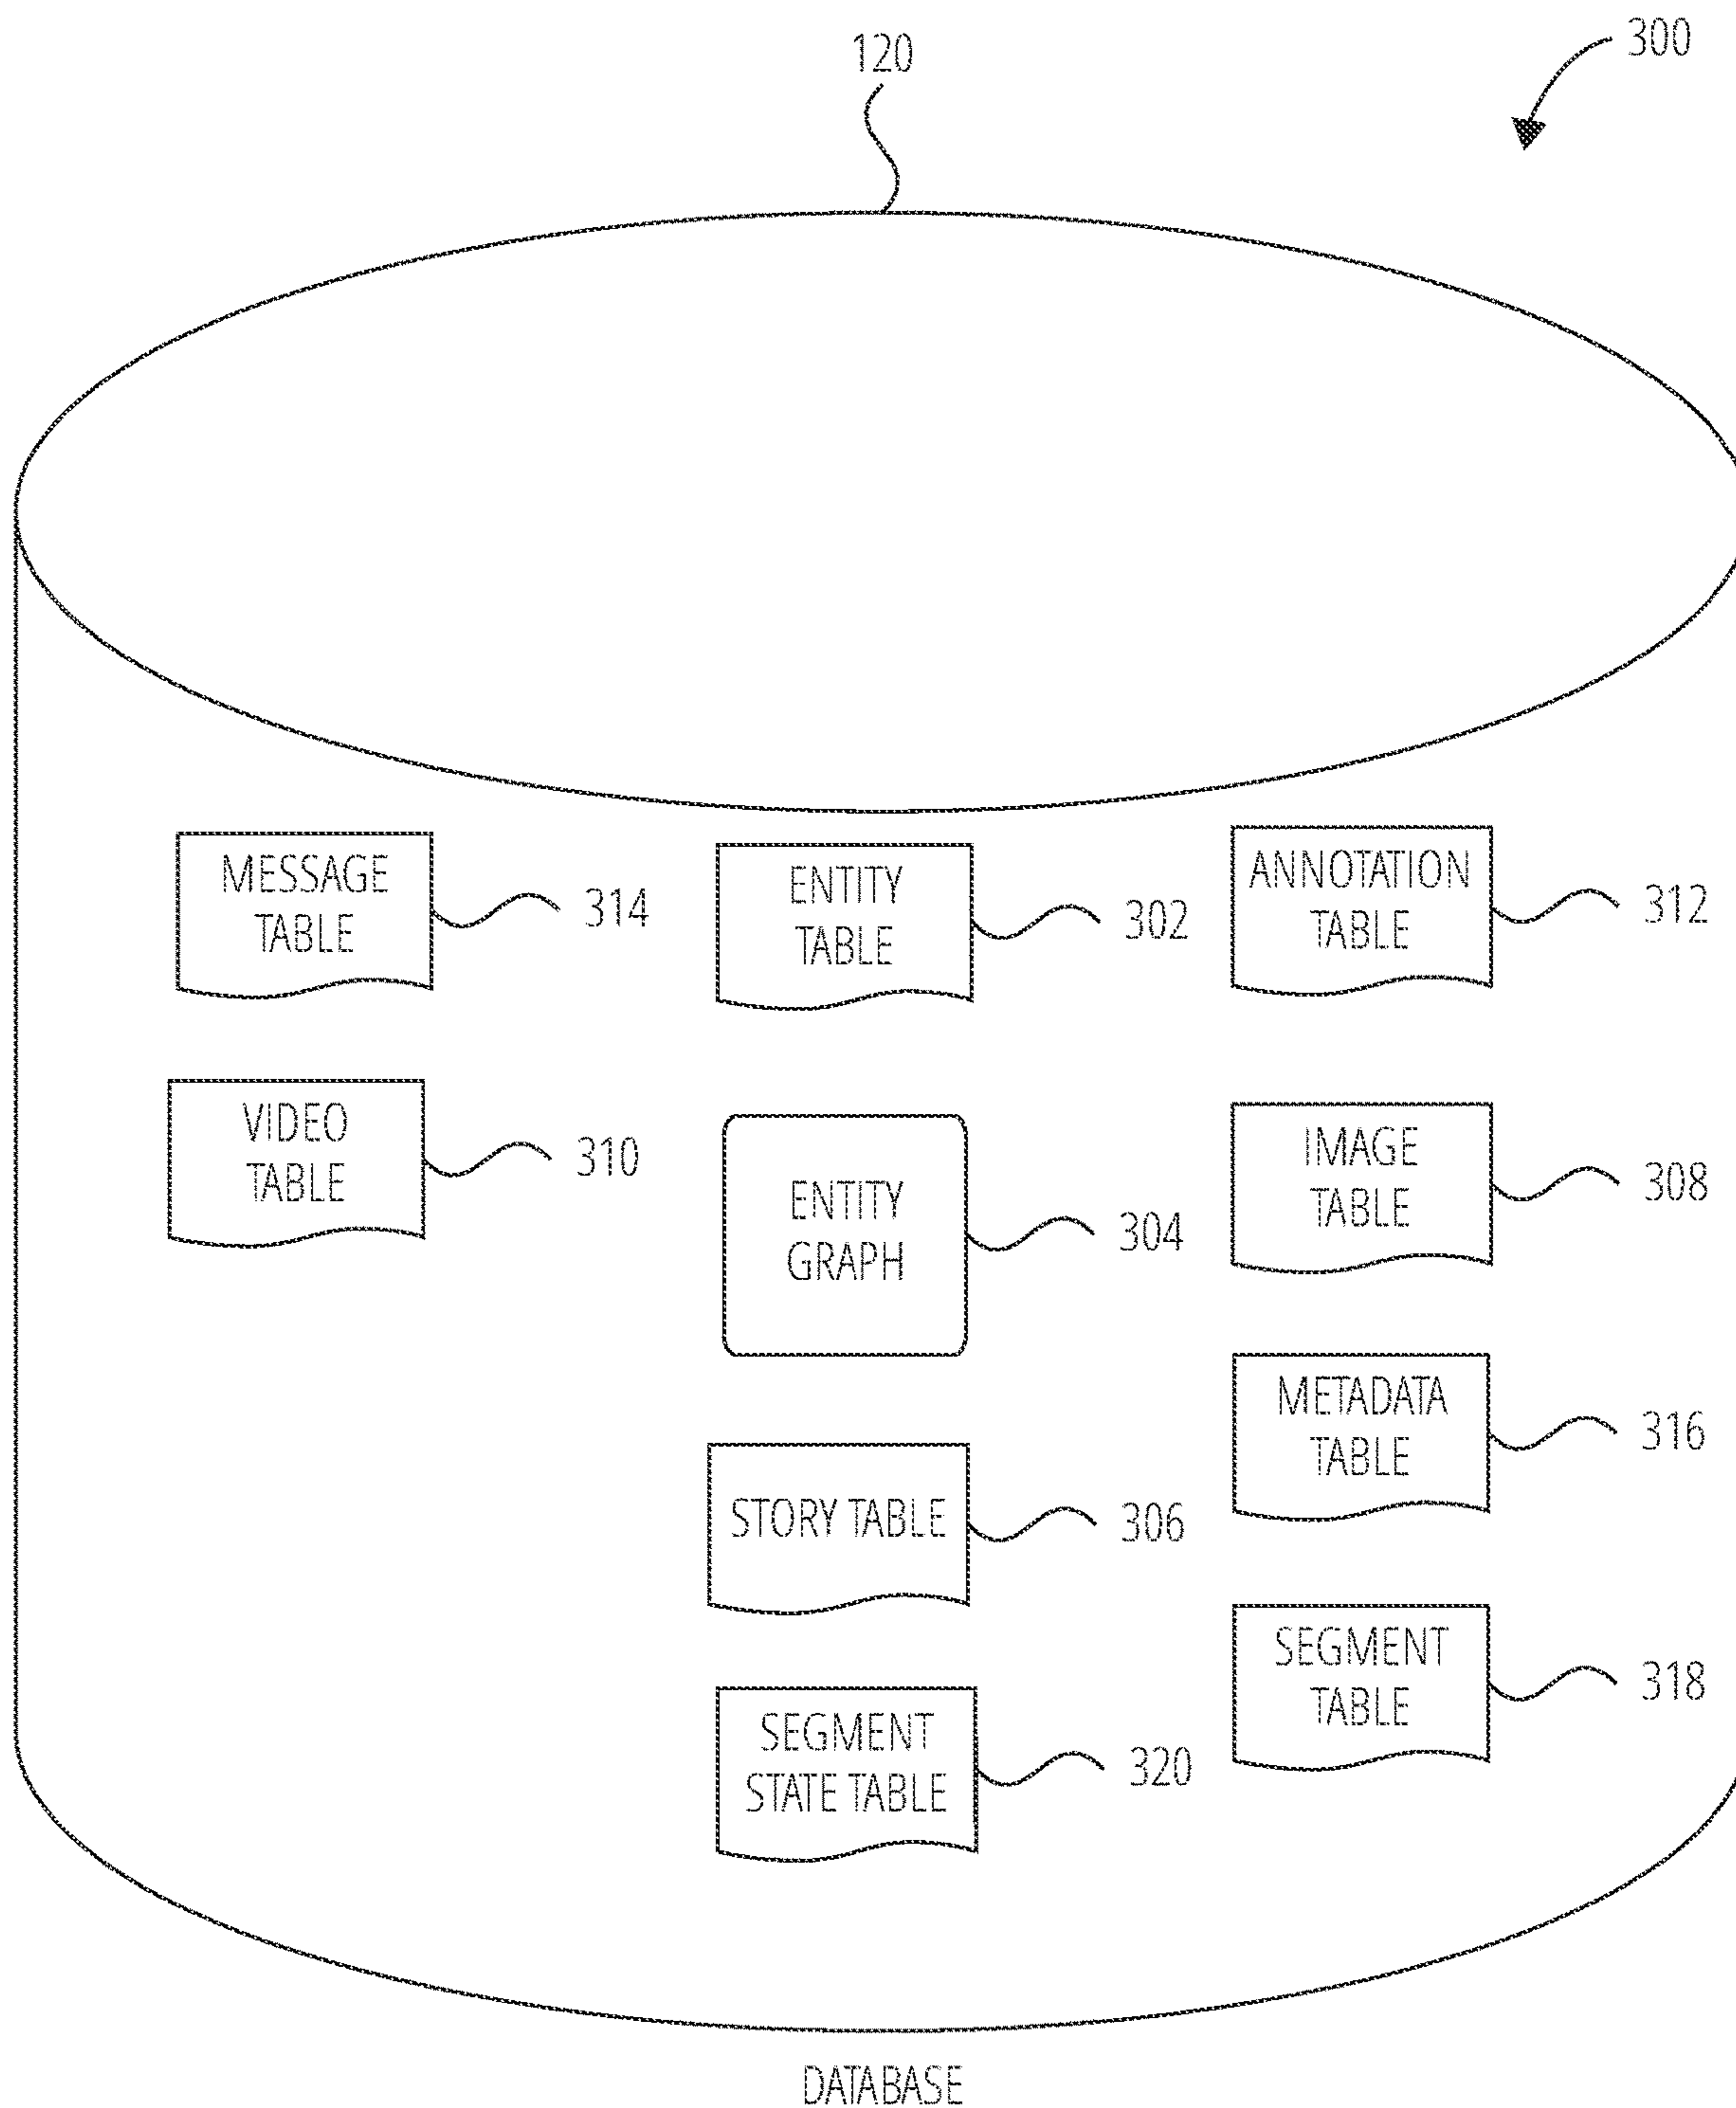 120
300
MESSAGE
TABLE
314
ENTITY
TABLE
302
ANNOTATION
TABLE
312
VIDEO
TABLE
310
ENTITY
GRAPH
304
IMAGE
TABLE
308
METADATA
TABLE
316
STORY TABLE
306
SEGMENT
TABLE
318
SEGMENT
STATE TABLE
320
DATABASE